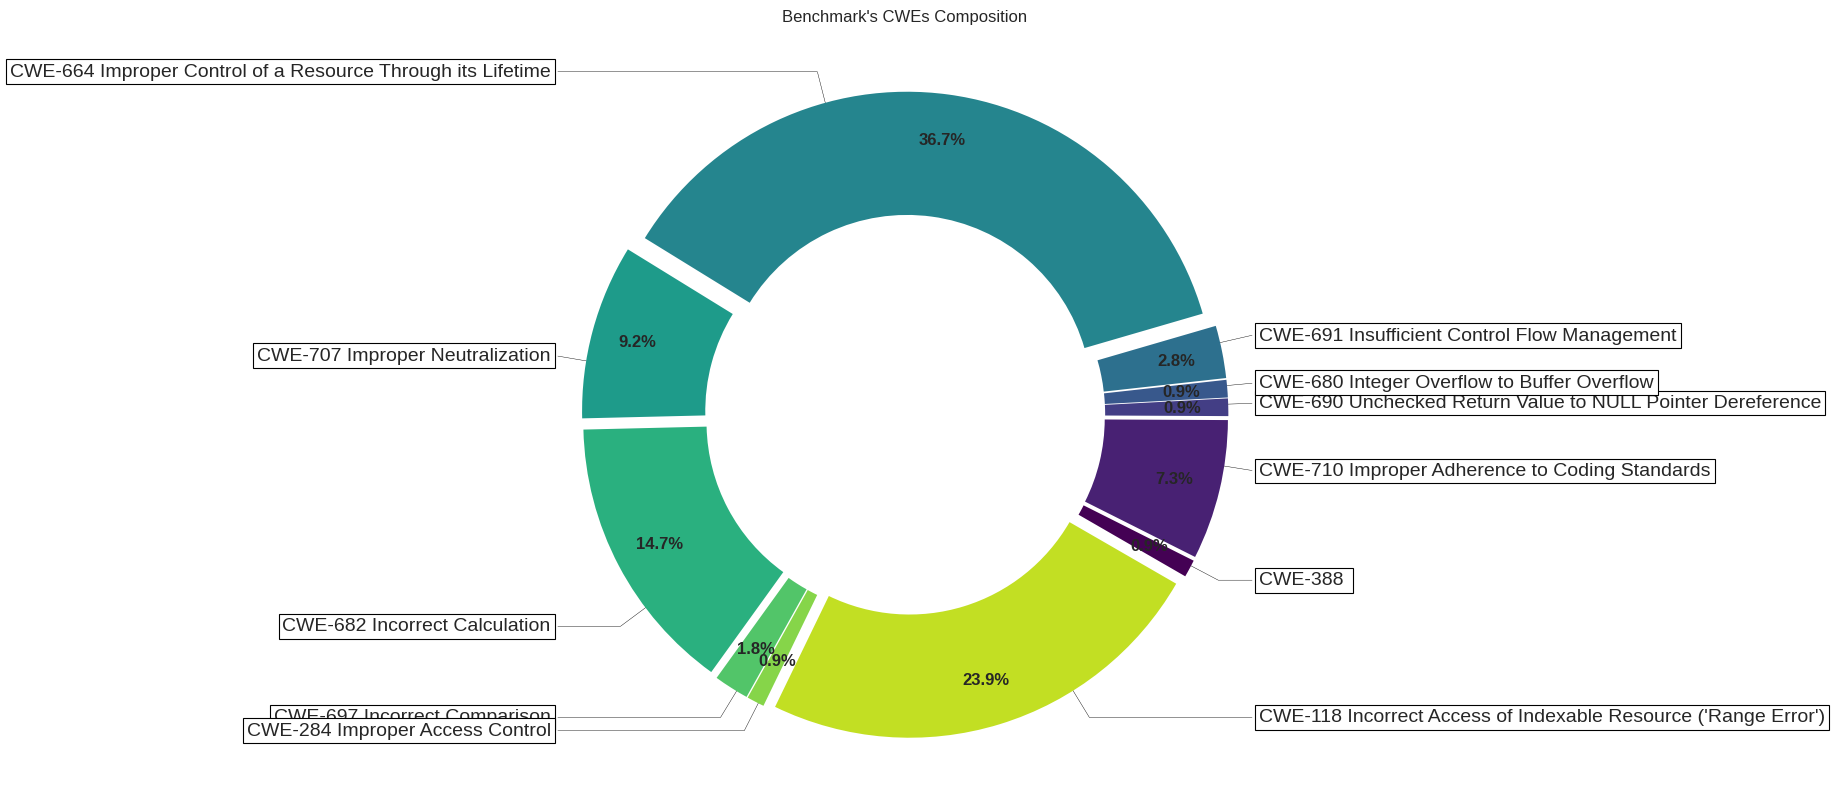 Benchmark's CWEs Composition
CWE-664 Improper Control of a Resource Through its Lifetime
36.7%
CWE-691 Insufficient Control Flow Management
9.2%
CWE-707 Improper Neutralization
2.8%
CWE-680 Integer Overflow to Buffer Overflow
0.9%
CWE-690 Unchecked Return Value to NULL Pointer Dereference
0.9%
CWE-710 Improper Adherence to Coding Standards
7.3%
14.7%
CWE-388
CWE-682 Incorrect Calculation
1.8%
0.9%
23.9%
CWE-697 Incorrect Comparison
CWE-118 Incorrect Access of Indexable Resource ('Range Error')
CWE-284 Improper Access Control